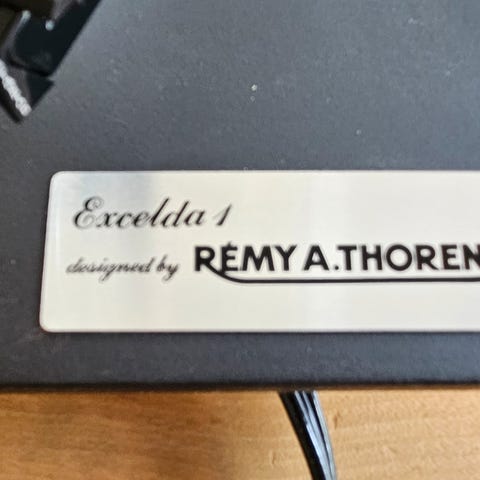 Excelda 1
designed by RÉMY A. THOREN